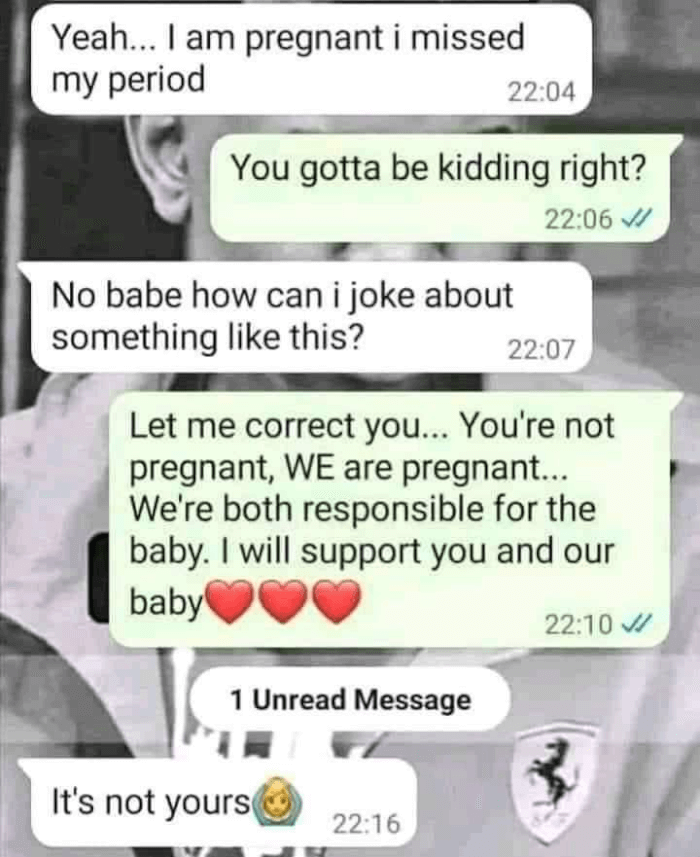 Yeah... I am pregnant i missed
my period
22:04
You gotta be kidding right?
22:06
No babe how can i joke about
something like this?
22:07
Let me correct you... You're not
pregnant, WE are pregnant...
We're both responsible for the
baby. I will support you and our
baby❤️❤️❤️
22:10
1 Unread Message
It's not yours🙆
22:16